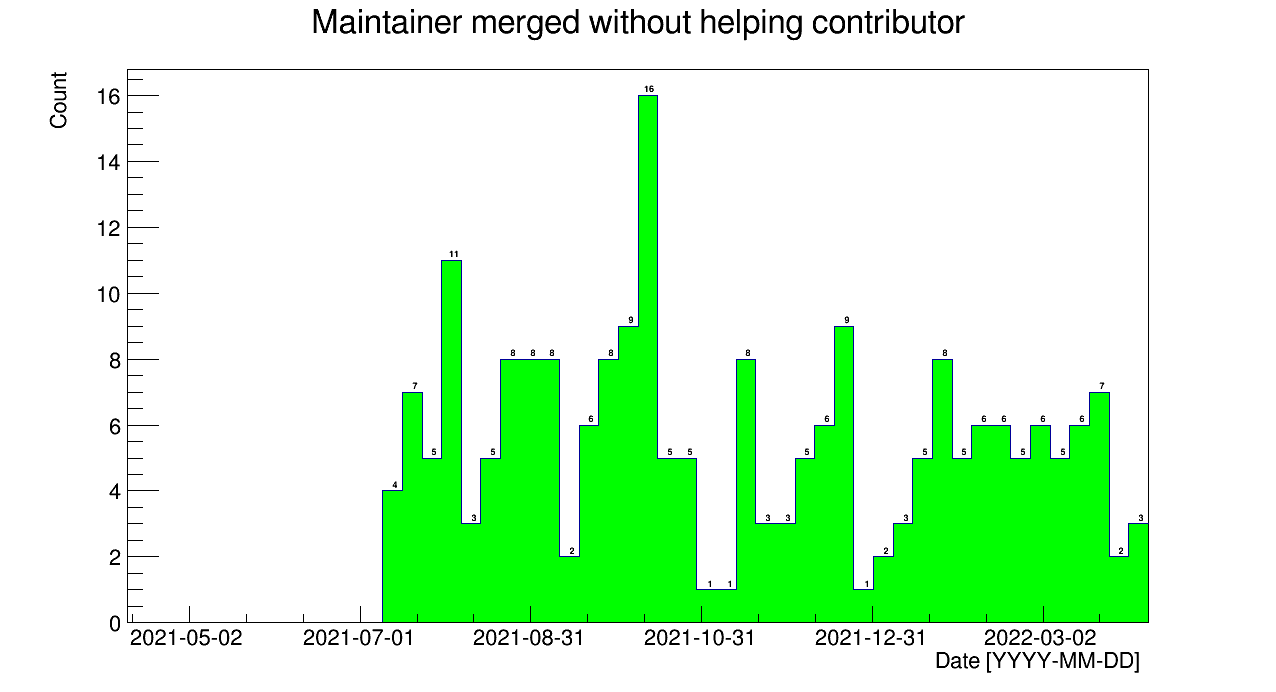 Maintainer merged without helping contributor
Count
16
14
12
10
8
6
4
2
0
4 7 5 11 3 5 8 8 8 2 6 8 9 16 5 5 1 1 8 3 3 5 6 9 1 2 3 5 8 5 6 6 5 6 5 6 7 2 3
2021-05-02 2021-07-01 2021-08-31 2021-10-31 2021-12-31 2022-03-02
Date [YYYY-MM-DD]